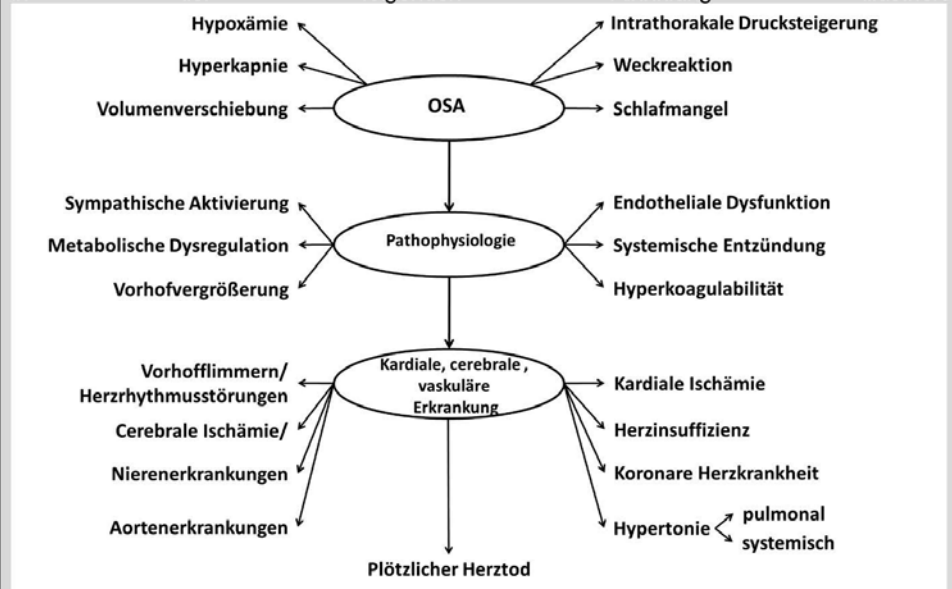 Hypoxämie
Intrathorakale Drucksteigerung
Hyperkapnie
Weckreaktion
Volumenverschiebung
OSA
Schlafmangel
Sympathische Aktivierung
Endotheliale Dysfunktion
Metabolische Dysregulation
Pathophysiologie
Systemische Entzündung
Vorhofvergrößerung
Hyperkoagulabilität
Kardiale, cerebrale ,
vaskuläre
Erkrankung
Vorhofflimmern/
Herzrhythmusstörungen
Kardiale Ischämie
Cerebrale Ischämie/
Herzinsuffizienz
Nierenerkrankungen
Koronare Herzkrankheit
Aortenerkrankungen
Hypertonie
pulmonal
systemisch
Plötzlicher Herztod